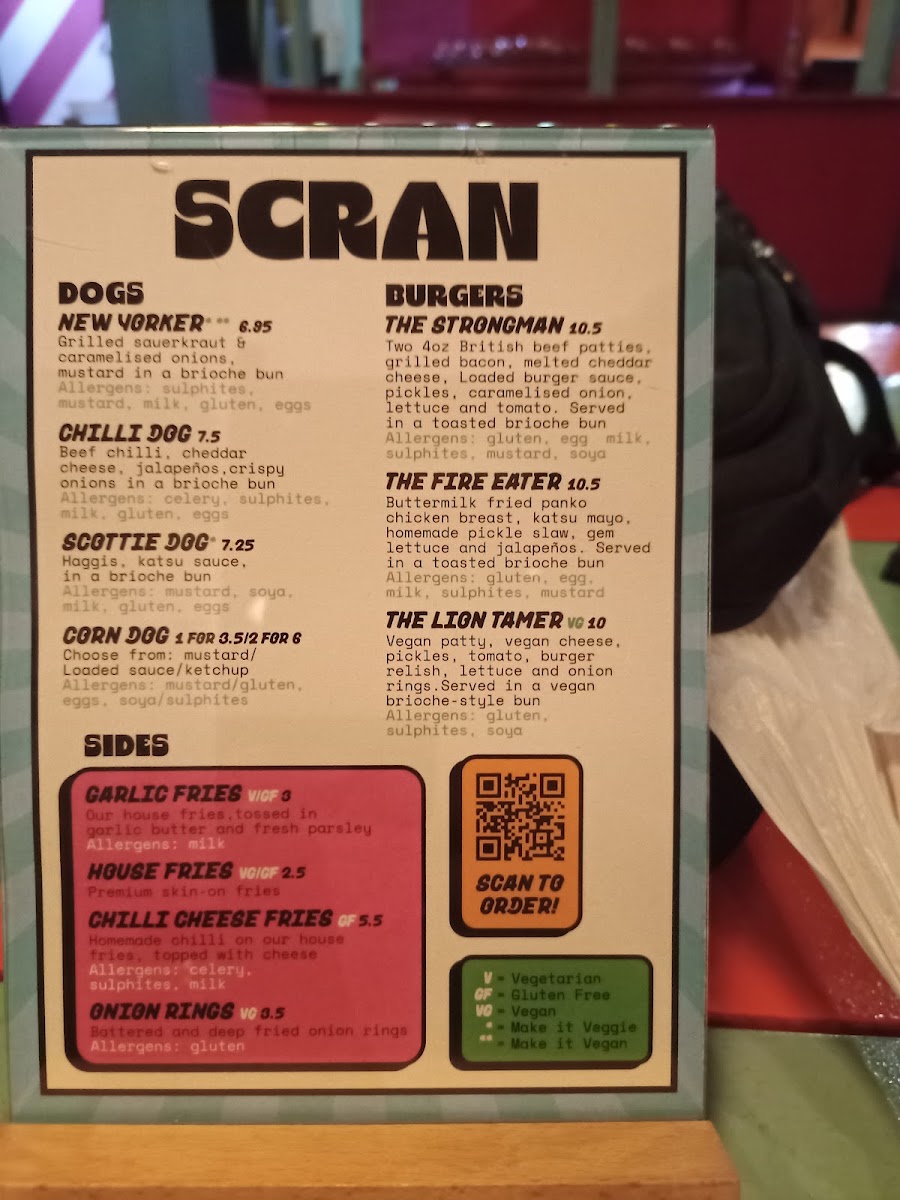 SCRAN
DOGS
NEW YORKER* ** 6.95
Grilled sauerkraut &
caramelised onions,
mustard in a brioche bun
Allergens: sulphites,
mustard, milk, gluten, eggs
CHILLI DOG 7.5
Beef chilli, cheddar
cheese, jalapeños,crispy
onions in a brioche bun
Allergens: celery, sulphites,
milk, gluten, eggs
SCOTTIE DOG* 7.25
Haggis, katsu sauce,
in a brioche bun
Allergens: mustard, soya,
milk, gluten, eggs
CORN DOG 1 FOR 3.5/2 FOR 6
Choose from: mustard/
Loaded sauce/ketchup
Allergens: mustard/gluten,
eggs, soya/sulphites
BURGERS
THE STRONGMAN 10.5
Two 4oz British beef patties,
grilled bacon, melted cheddar
cheese, Loaded burger sauce,
pickles, caramelised onion,
lettuce and tomato. Served
in a toasted brioche bun
Allergens: gluten, egg milk,
sulphites, mustard, soya
THE FIRE EATER 10.5
Buttermilk fried panko
chicken breast, katsu mayo,
homemade pickle slaw, gem
lettuce and jalapeños. Served
in a toasted brioche bun
Allergens: gluten, egg,
milk, sulphites, mustard
THE LION TAMER VG 10
Vegan patty, vegan cheese,
pickles, tomato, burger
relish, lettuce and onion
rings.Served in a vegan
brioche-style bun
Allergens: gluten,
sulphites, soya
SIDES
GARLIC FRIES V/GF 3
Our house fries,tossed in
garlic butter and fresh parsley
Allergens: milk
HOUSE FRIES VG/GF 2.5
Premium skin-on fries
CHILLI CHEESE FRIES GF 5.5
Homemade chilli on our house
fries, topped with cheese
Allergens: celery,
sulphites, milk
ONION RINGS VG 3.5
Battered and deep fried onion rings
Allergens: gluten
SCAN TO
ORDER!
V = Vegetarian
GF = Gluten Free
VG = Vegan
* = Make it Veggie
** = Make it Vegan